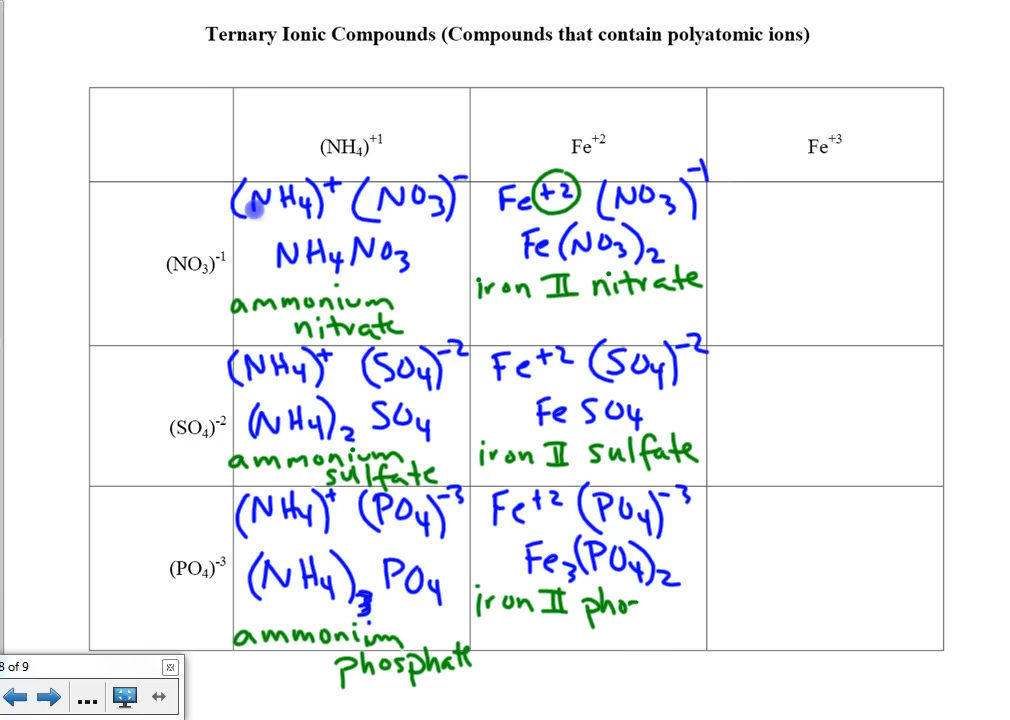 Ternary Ionic Compounds (Compounds that contain polyatomic ions)
(NH₄)⁺¹
Fe⁺²
Fe⁺³
(NO₃)⁻¹
(NH₄)⁺ (NO₃)⁻
NH₄NO₃
ammonium
nitrate
Fe⁺² (NO₃)⁻¹
Fe(NO₃)₂
iron II nitrate
(SO₄)⁻²
(NH₄)⁺ (SO₄)⁻²
(NH₄)₂ SO₄
ammonium
sulfate
Fe⁺² (SO₄)⁻²
Fe SO₄
iron II sulfate
(PO₄)⁻³
(NH₄)⁺ (PO₄)⁻³
(NH₄)₃ PO₄
ammonium
phosphate
Fe⁺² (PO₄)⁻³
Fe₃(PO₄)₂
iron II pho
8 of 9
...